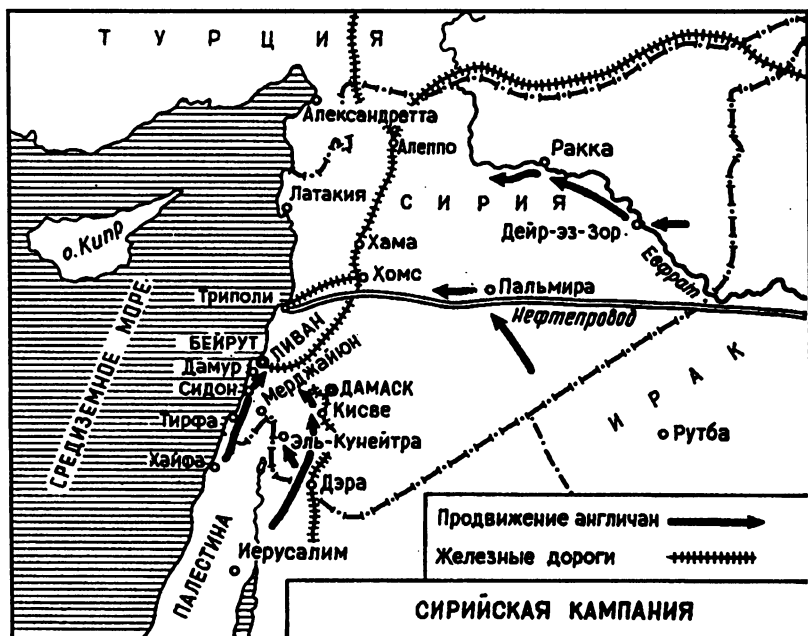 ТУРЦИЯ
Александретта
Алеппо
Ракка
Латакия
СИРИЯ
о. Кипр
Дейр-эз-Зор
Хама
Евфрат
Хомс
Пальмира
Триполи
Нефтепровод
СРЕДИЗЕМНОЕ МОРЕ.
БЕЙРУТ
ЛИВАН
Дамур
Мерджайюн
Сидон
ДАМАСК
ИРАК
Тирфа
Кисве
Эль-Кунейтра
Рутба
Хайфа
Дэра
ПАЛЕСТИНА
Иерусалим
Продвижение англичан
Железные дороги
СИРИЙСКАЯ КАМПАНИЯ